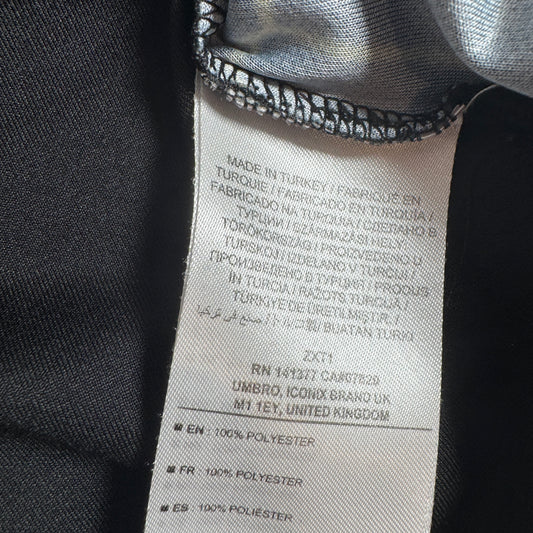 MADE IN TURKEY / FABRIQUÉ EN
TURQUIE / FABRICADO EN TURQUÍA /
FABRICADO NA TURQUIA / СДЕЛАНО В
ТУРЦИИ / SZÁRMAZÁSI HELY:
TÖRÖKORSZÁG / PROIZVEDENO U
TURSKOJ / IZDELANO V TURČIJI /
ПРОИЗВЕДЕНО В ТУРЦИЯ / PRODUS
IN TURCIA / RAŽOTS TURCIJĀ /
TÜRKİYE'DE ÜRETİLMİŞTİR. /
صنع في تركيا / BUATAN TURKI
ZXT1
RN 141377 CA#67820
UMBRO, ICONIX BRAND UK
M1 1EY, UNITED KINGDOM
EN : 100% POLYESTER
FR : 100% POLYESTER
ES : 100% POLYESTER